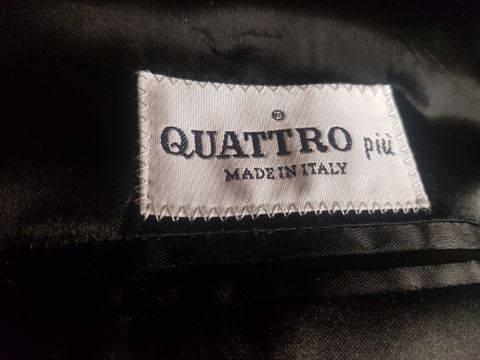 QUATTRO più
MADE IN ITALY